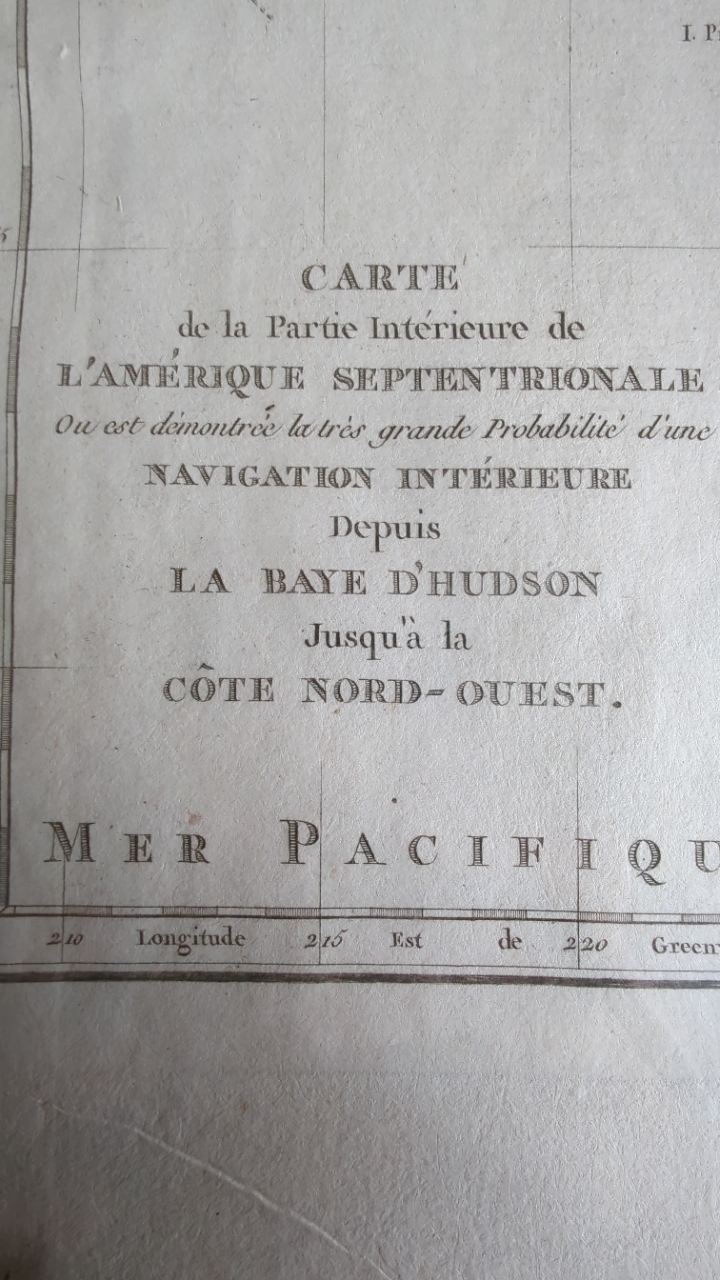 CARTE
de la Partie Intérieure de
L'AMÉRIQUE SEPTENTRIONALE
Ou est démontrée la très grande Probabilité d'une
NAVIGATION INTÉRIEURE
Depuis
LA BAYE D'HUDSON
Jusqu'à la
CÔTE NORD-OUEST.
MER PACIFIQU
210 Longitude 215 Est de 220 Green